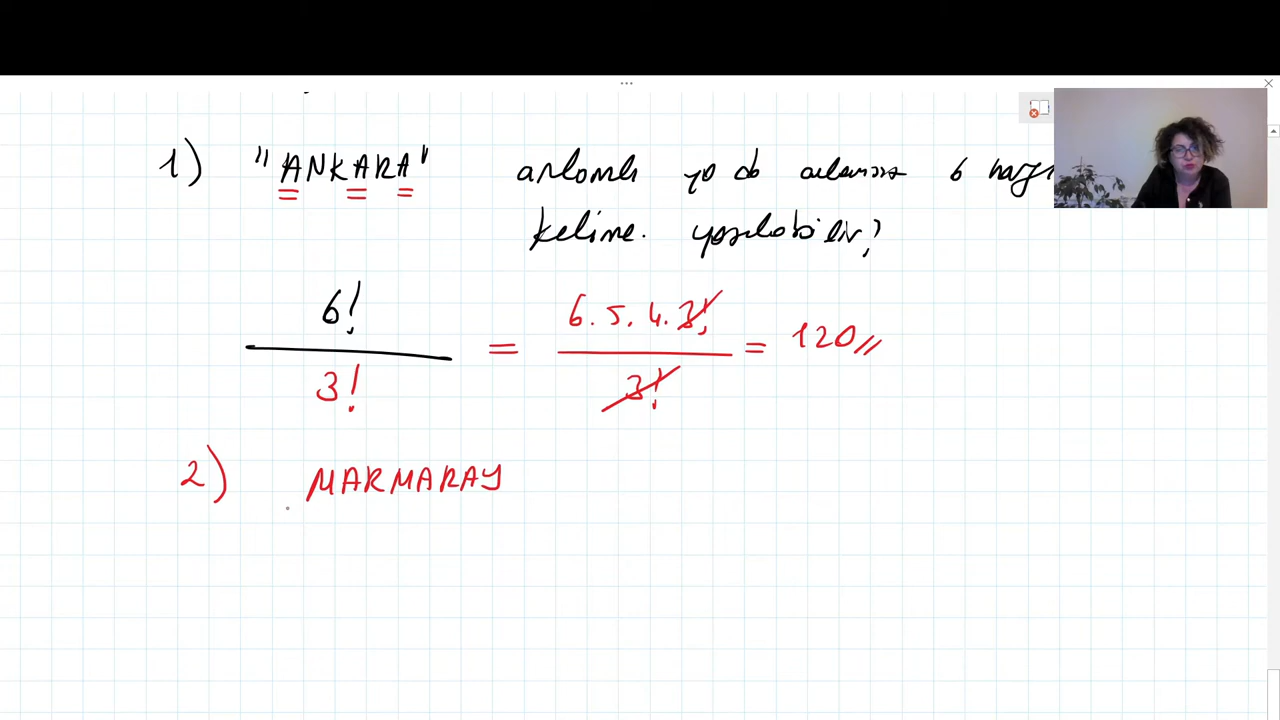 1) "ANKARA" anlamlı ya da anlamsız 6
kelime yazılabilir?
6! / 3! = 6.5.4.3! / 3! = 120//
2) MARMARAY